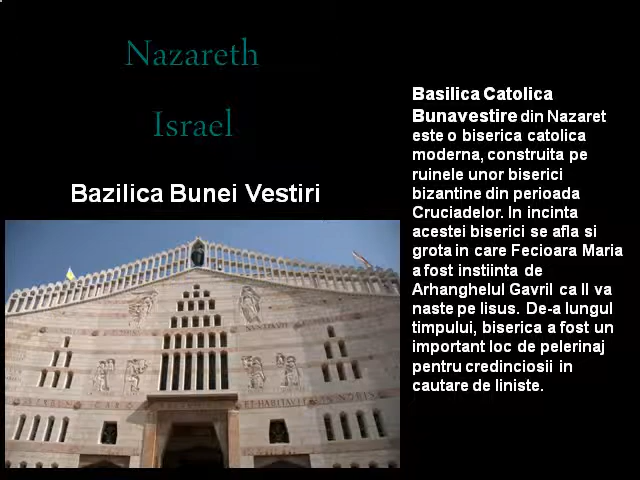 Nazareth
Israel
Bazilica Bunei Vestiri
Basilica Catolica
Bunavestire din Nazaret
este o biserica catolica
moderna, construita pe
ruinele unor biserici
bizantine din perioada
Cruciadelor. In incinta
acestei biserici se afla si
grota in care Fecioara Maria
a fost instiinta de
Arhanghelul Gavril ca Il va
naste pe Iisus. De-a lungul
timpului, biserica a fost un
important loc de pelerinaj
pentru credinciosii in
cautare de liniste.
ET·HABITAVIT